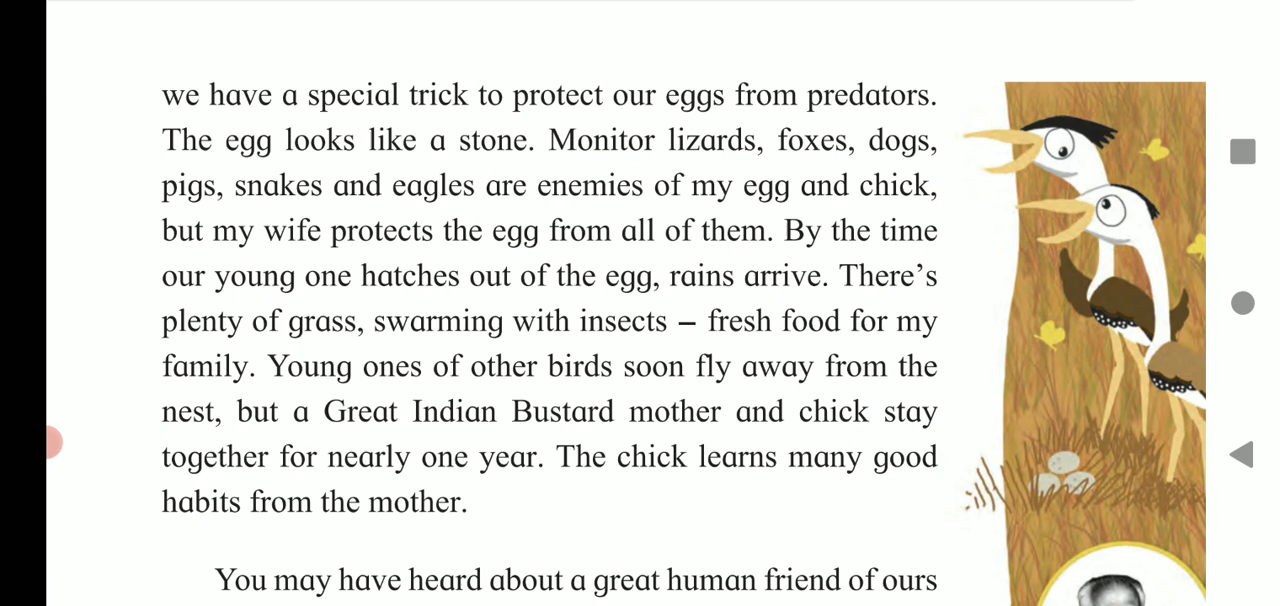 we have a special trick to protect our eggs from predators.
The egg looks like a stone. Monitor lizards, foxes, dogs,
pigs, snakes and eagles are enemies of my egg and chick,
but my wife protects the egg from all of them. By the time
our young one hatches out of the egg, rains arrive. There’s
plenty of grass, swarming with insects – fresh food for my
family. Young ones of other birds soon fly away from the
nest, but a Great Indian Bustard mother and chick stay
together for nearly one year. The chick learns many good
habits from the mother.
You may have heard about a great human friend of ours